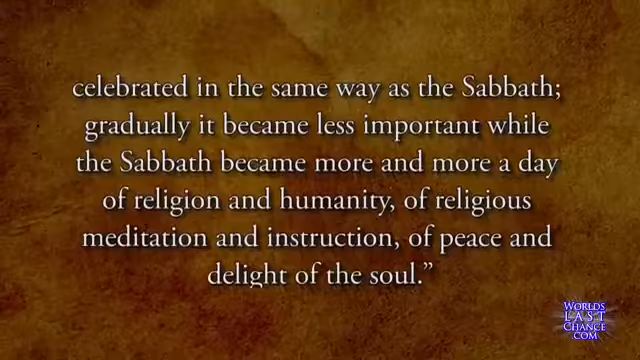 celebrated in the same way as the Sabbath;
gradually it became less important while
the Sabbath became more and more a day
of religion and humanity, of religious
meditation and instruction, of peace and
delight of the soul.”
WORLDS
LAST
CHANCE
.COM